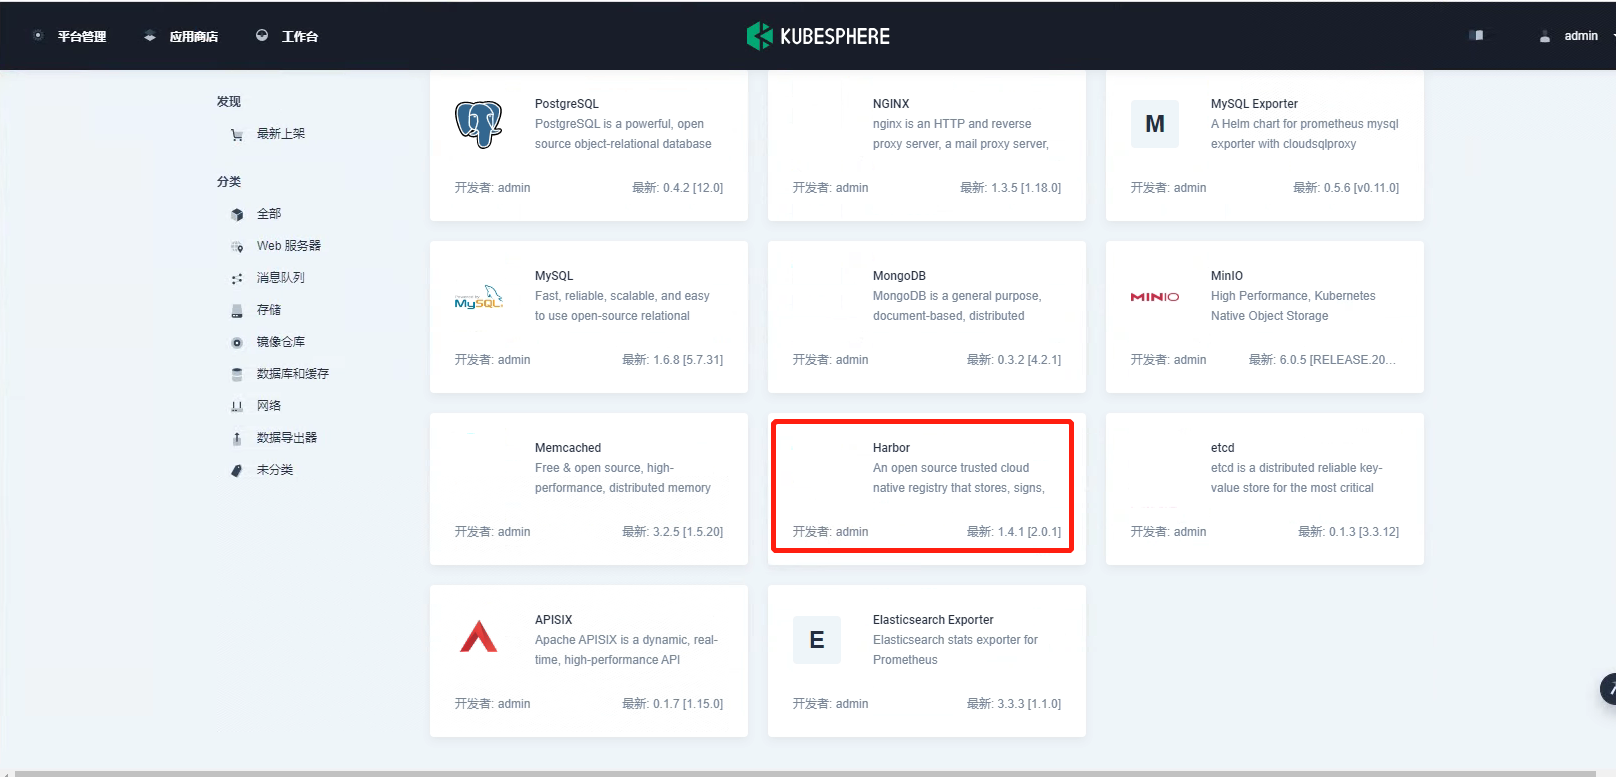 平台管理
应用商店
工作台
KUBESPHERE
admin
发现
最新上架
分类
全部
Web 服务器
消息队列
存储
镜像仓库
数据库和缓存
网络
数据导出器
未分类
PostgreSQL
PostgreSQL is a powerful, open
source object-relational database
开发者: admin
最新: 0.4.2 [12.0]
NGINX
nginx is an HTTP and reverse
proxy server, a mail proxy server,
开发者: admin
最新: 1.3.5 [1.18.0]
M
MySQL Exporter
A Helm chart for prometheus mysql
exporter with cloudsqlproxy
开发者: admin
最新: 0.5.6 [v0.11.0]
MySQL
MySQL
Fast, reliable, scalable, and easy
to use open-source relational
开发者: admin
最新: 1.6.8 [5.7.31]
MongoDB
MongoDB is a general purpose,
document-based, distributed
开发者: admin
最新: 0.3.2 [4.2.1]
MINIO
MinIO
High Performance, Kubernetes
Native Object Storage
开发者: admin
最新: 6.0.5 [RELEASE.20...
Memcached
Free & open source, high-
performance, distributed memory
开发者: admin
最新: 3.2.5 [1.5.20]
Harbor
An open source trusted cloud
native registry that stores, signs,
开发者: admin
最新: 1.4.1 [2.0.1]
etcd
etcd is a distributed reliable key-
value store for the most critical
开发者: admin
最新: 0.1.3 [3.3.12]
APISIX
Apache APISIX is a dynamic, real-
time, high-performance API
开发者: admin
最新: 0.1.7 [1.15.0]
E
Elasticsearch Exporter
Elasticsearch stats exporter for
Prometheus
开发者: admin
最新: 3.3.3 [1.1.0]